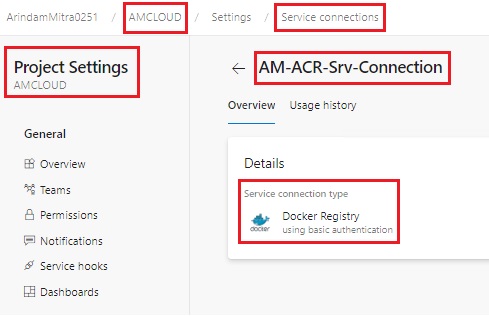 ArindamMitra0251 / AMCLOUD / Settings / Service connections
Project Settings
AMCLOUD
General
Overview
Teams
Permissions
Notifications
Service hooks
Dashboards
← AM-ACR-Srv-Connection
Overview Usage history
Details
Service connection type
docker
Docker Registry
using basic authentication